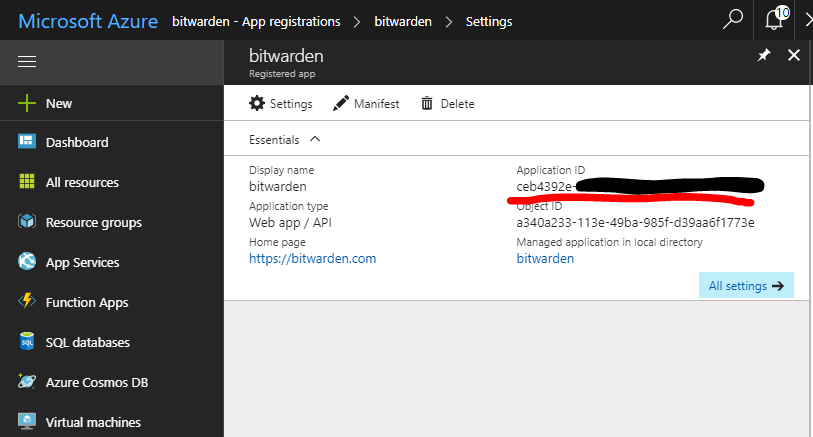 Microsoft Azure bitwarden - App registrations > bitwarden > Settings
10
bitwarden
Registered app
New
Settings Manifest Delete
Dashboard
Essentials
All resources
Display name Application ID
bitwarden ceb4392e-
Resource groups
Application type Object ID
Web app / API a340a233-113e-49ba-985f-d39aa6f1773e
App Services
Home page Managed application in local directory
https://bitwarden.com bitwarden
All settings
Function Apps
SQL databases
Azure Cosmos DB
Virtual machines